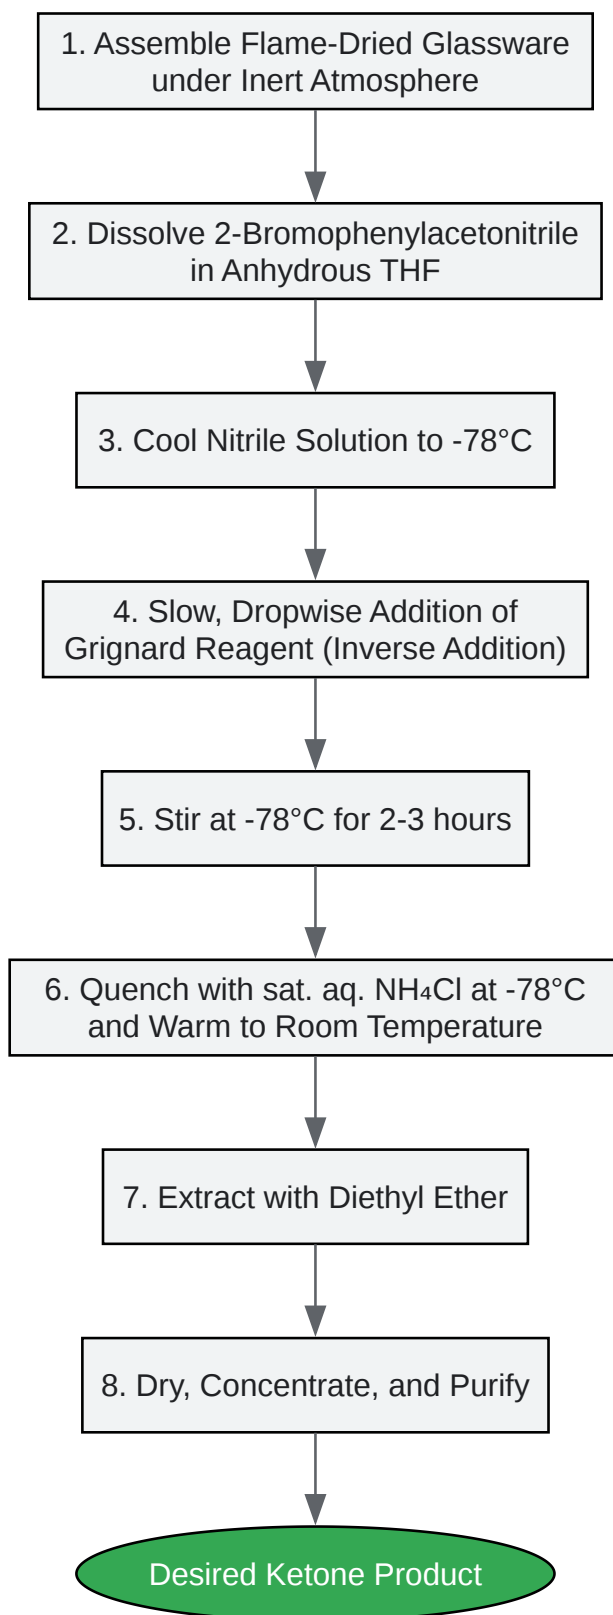 1. Assemble Flame-Dried Glassware
under Inert Atmosphere
2. Dissolve 2-Bromophenylacetonitrile
in Anhydrous THF
3. Cool Nitrile Solution to -78°C
4. Slow, Dropwise Addition of
Grignard Reagent (Inverse Addition)
5. Stir at -78°C for 2-3 hours
6. Quench with sat. aq. NH₄Cl at -78°C
and Warm to Room Temperature
7. Extract with Diethyl Ether
8. Dry, Concentrate, and Purify
Desired Ketone Product